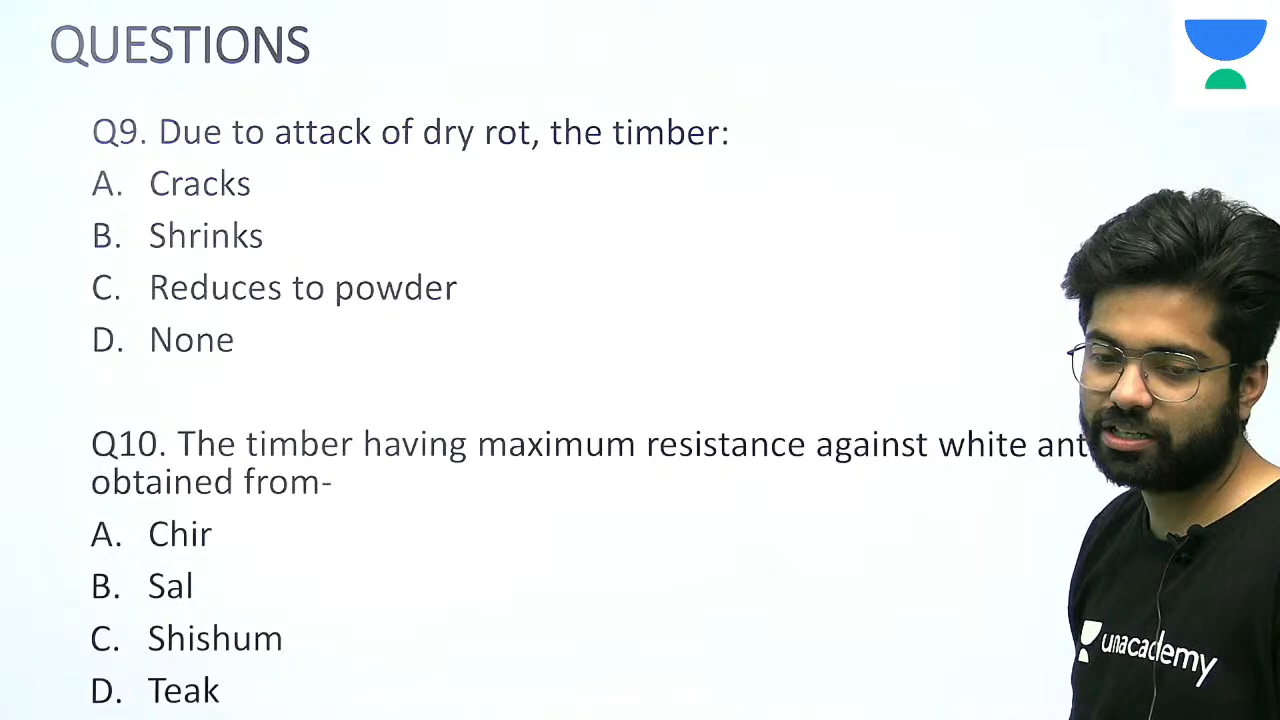 QUESTIONS
Q9. Due to attack of dry rot, the timber:
A. Cracks
B. Shrinks
C. Reduces to powder
D. None
Q10. The timber having maximum resistance against white ant
obtained from-
A. Chir
B. Sal
C. Shishum
D. Teak
unacademy